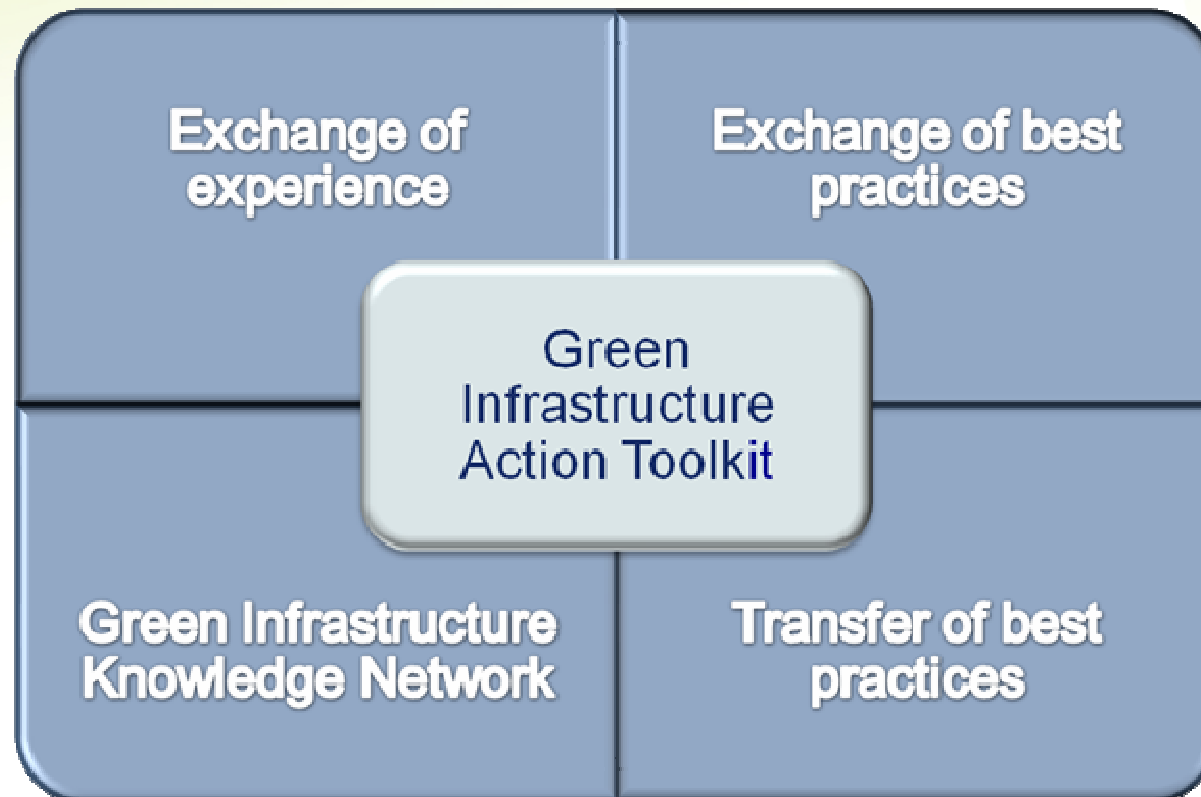 Exchange of
experience
Exchange of best
practices
Green
Infrastructure
Action Toolkit
Green Infrastructure
Knowledge Network
Transfer of best
practices